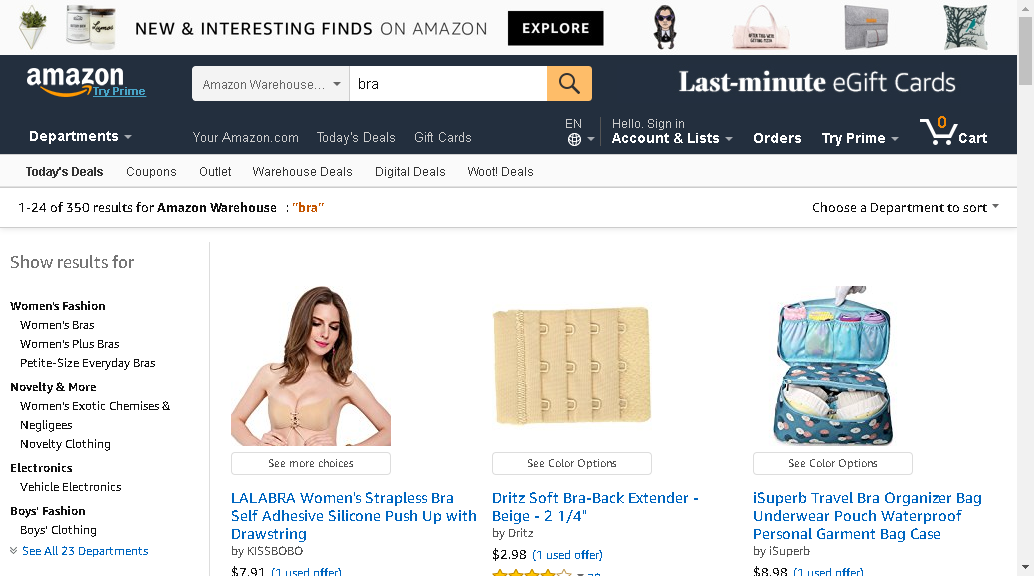 NEW & INTERESTING FINDS ON AMAZON
EXPLORE
amazon
Try Prime
Amazon Warehouse...
bra
Last-minute eGift Cards
Departments
Your Amazon.com
Today's Deals
Gift Cards
EN
Hello. Sign in
Account & Lists
Orders
Try Prime
0
Cart
Today's Deals
Coupons
Outlet
Warehouse Deals
Digital Deals
Woot! Deals
1-24 of 350 results for Amazon Warehouse : "bra"
Choose a Department to sort
Show results for
Women's Fashion
Women's Bras
Women's Plus Bras
Petite-Size Everyday Bras
Novelty & More
Women's Exotic Chemises &
Negligees
Novelty Clothing
Electronics
Vehicle Electronics
Boys' Fashion
Boys' Clothing
See All 23 Departments
See more choices
LALABRA Women's Strapless Bra
Self Adhesive Silicone Push Up with
Drawstring
by KISSBOBO
$7.91 (1 used offer)
See Color Options
Dritz Soft Bra-Back Extender -
Beige - 2 1/4"
by Dritz
$2.98 (1 used offer)
See Color Options
iSuperb Travel Bra Organizer Bag
Underwear Pouch Waterproof
Personal Garment Bag Case
by iSuperb
$8.98 (1 used offer)